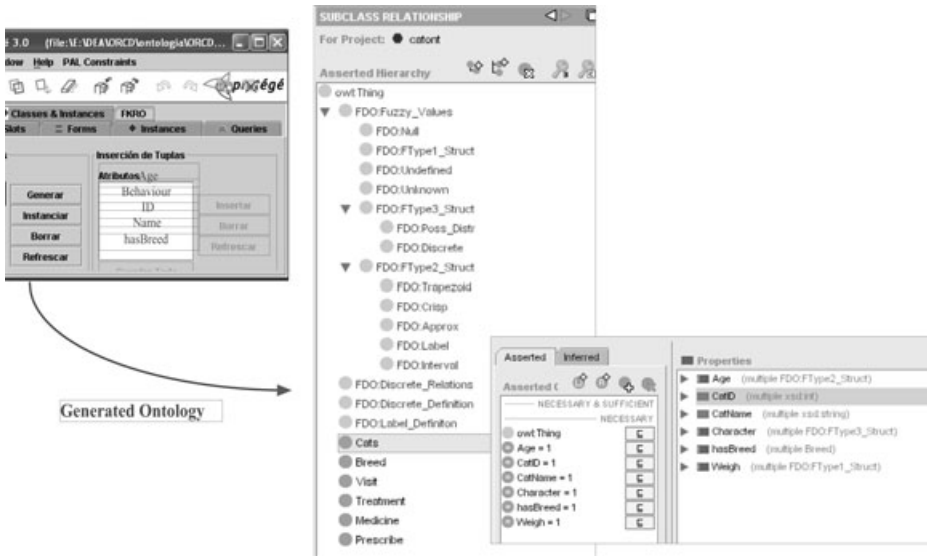 é 3.0 (file:\E:\DEA\ORCD\ontologia\ORCD...
dow Help PAL Constraints
protégé
Classes & Instances FKRO
Slots Forms Instances Queries
Inserción de Tuplas
Atributos Age
Behaviour
ID
Name
hasBreed
Generar
Instanciar
Borrar
Refrescar
Insertar
Borrar
Refrescar
Generated Ontology
SUBCLASS RELATIONSHIP
For Project: catont
Asserted Hierarchy
owl:Thing
FDO:Fuzzy_Values
FDO:Null
FDO:FType1_Struct
FDO:Undefined
FDO:Unknown
FDO:FType3_Struct
FDO:Poss_Distr
FDO:Discrete
FDO:FType2_Struct
FDO:Trapezoid
FDO:Crisp
FDO:Approx
FDO:Label
FDO:Interval
FDO:Discrete_Relations
FDO:Discrete_Definition
FDO:Label_Definiton
Cats
Breed
Visit
Treatment
Medicine
Prescribe
Asserted Inferred
Asserted
NECESSARY & SUFFICIENT
NECESSARY
owl:Thing
Age = 1
CatID = 1
CatName = 1
Character = 1
hasBreed = 1
Weigh = 1
Properties
Age (multiple FDO:FType2_Struct)
CatID (multiple xsd:int)
CatName (multiple xsd:string)
Character (multiple FDO:FType3_Struct)
hasBreed (multiple Breed)
Weigh (multiple FDO:FType1_Struct)